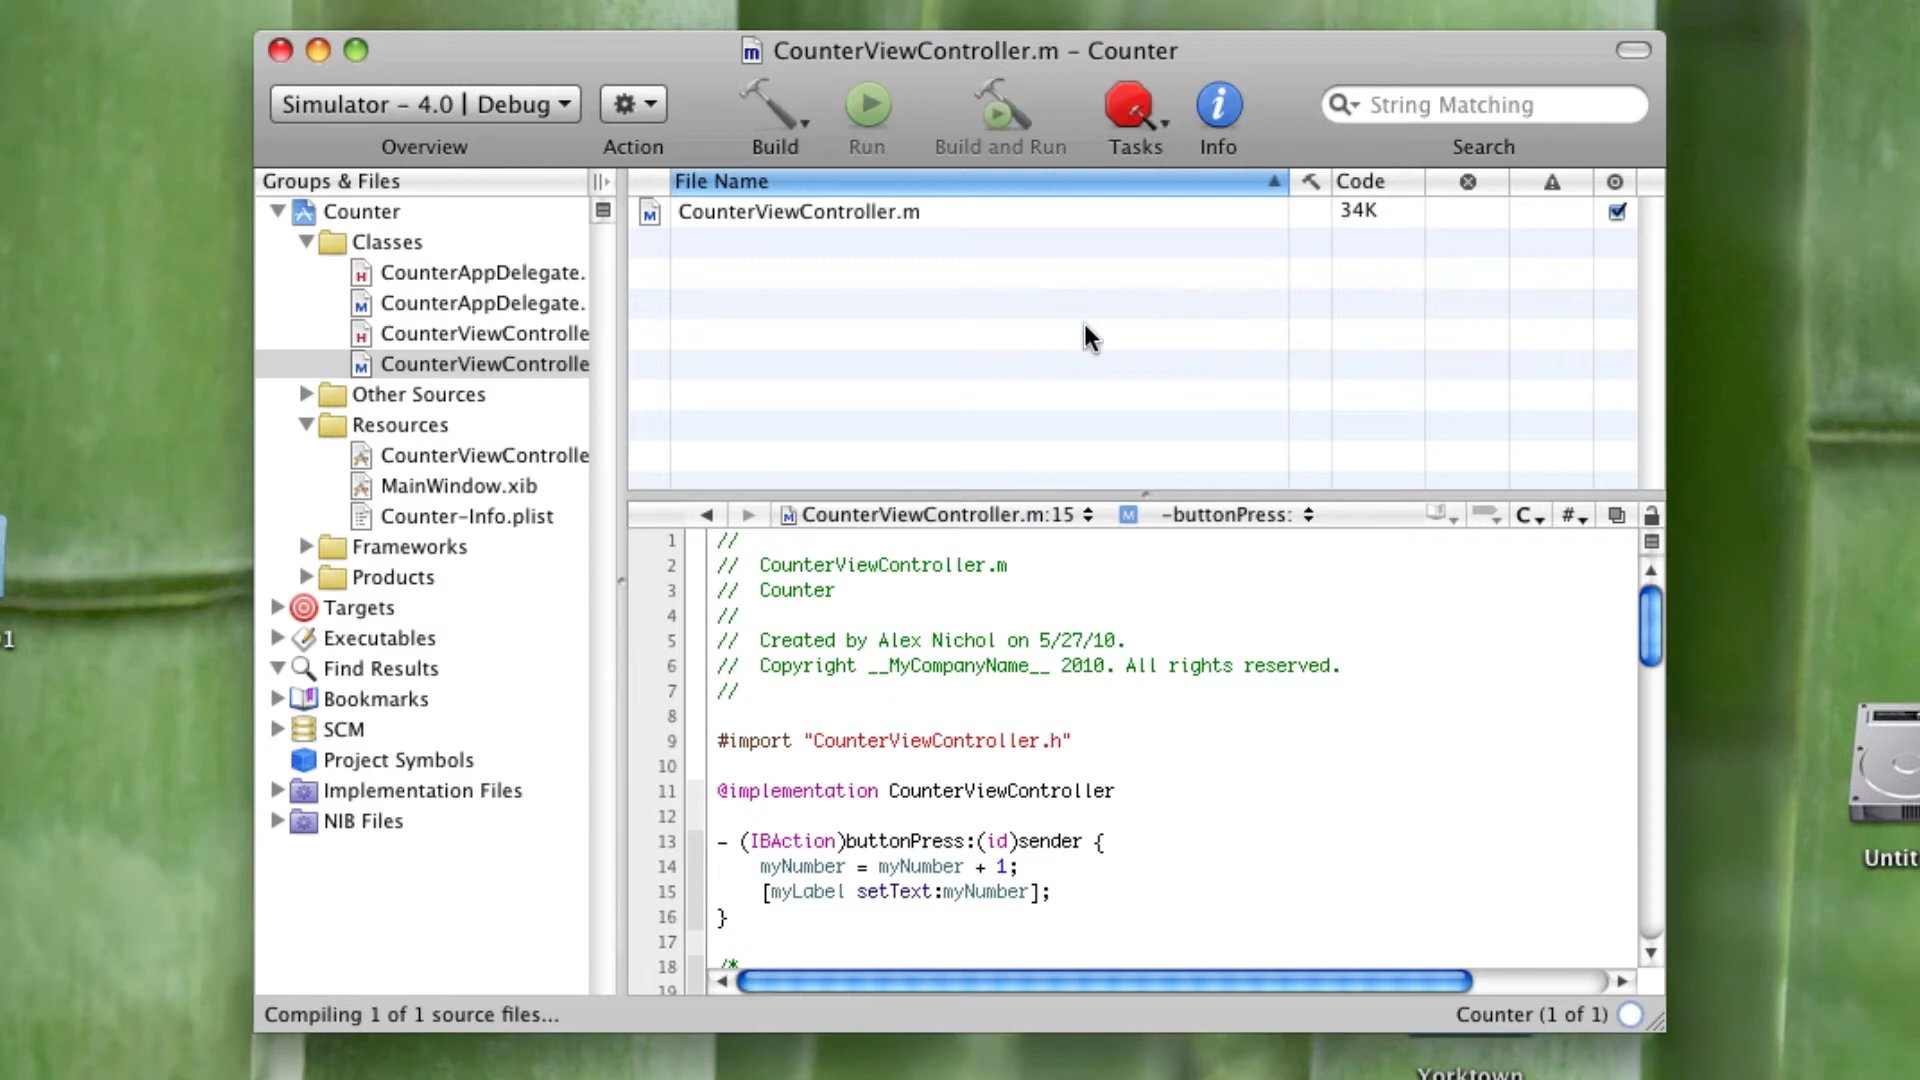 CounterViewController.m – Counter
Simulator – 4.0 | Debug
Overview
Action
Build
Run
Build and Run
Tasks
Info
String Matching
Search
Groups & Files
Counter
Classes
CounterAppDelegate.
CounterAppDelegate.
CounterViewControlle
CounterViewControlle
Other Sources
Resources
CounterViewControlle
MainWindow.xib
Counter-Info.plist
Frameworks
Products
Targets
Executables
Find Results
Bookmarks
SCM
Project Symbols
Implementation Files
NIB Files
File Name
Code
CounterViewController.m
34K
CounterViewController.m:15
-buttonPress:
C
#
1 //
2 // CounterViewController.m
3 // Counter
4 //
5 // Created by Alex Nichol on 5/27/10.
6 // Copyright __MyCompanyName__ 2010. All rights reserved.
7 //
8
9 #import "CounterViewController.h"
10
11 @implementation CounterViewController
12
13 - (IBAction)buttonPress:(id)sender {
14 myNumber = myNumber + 1;
15 [myLabel setText:myNumber];
16 }
17
18 /*
19
Compiling 1 of 1 source files...
Counter (1 of 1)
1
Untit
Yorktown